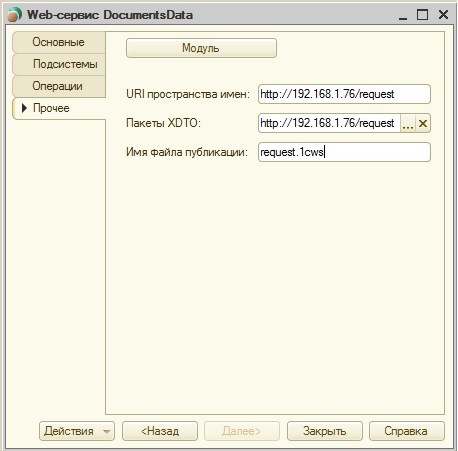 Web-сервис DocumentsData
Основные
Подсистемы
Операции
Прочее
Модуль
URI пространства имен: http://192.168.1.76/request
Пакеты XDTO: http://192.168.1.76/request ...
Имя файла публикации: request.1cws
Действия <Назад Далее> Закрыть Справка